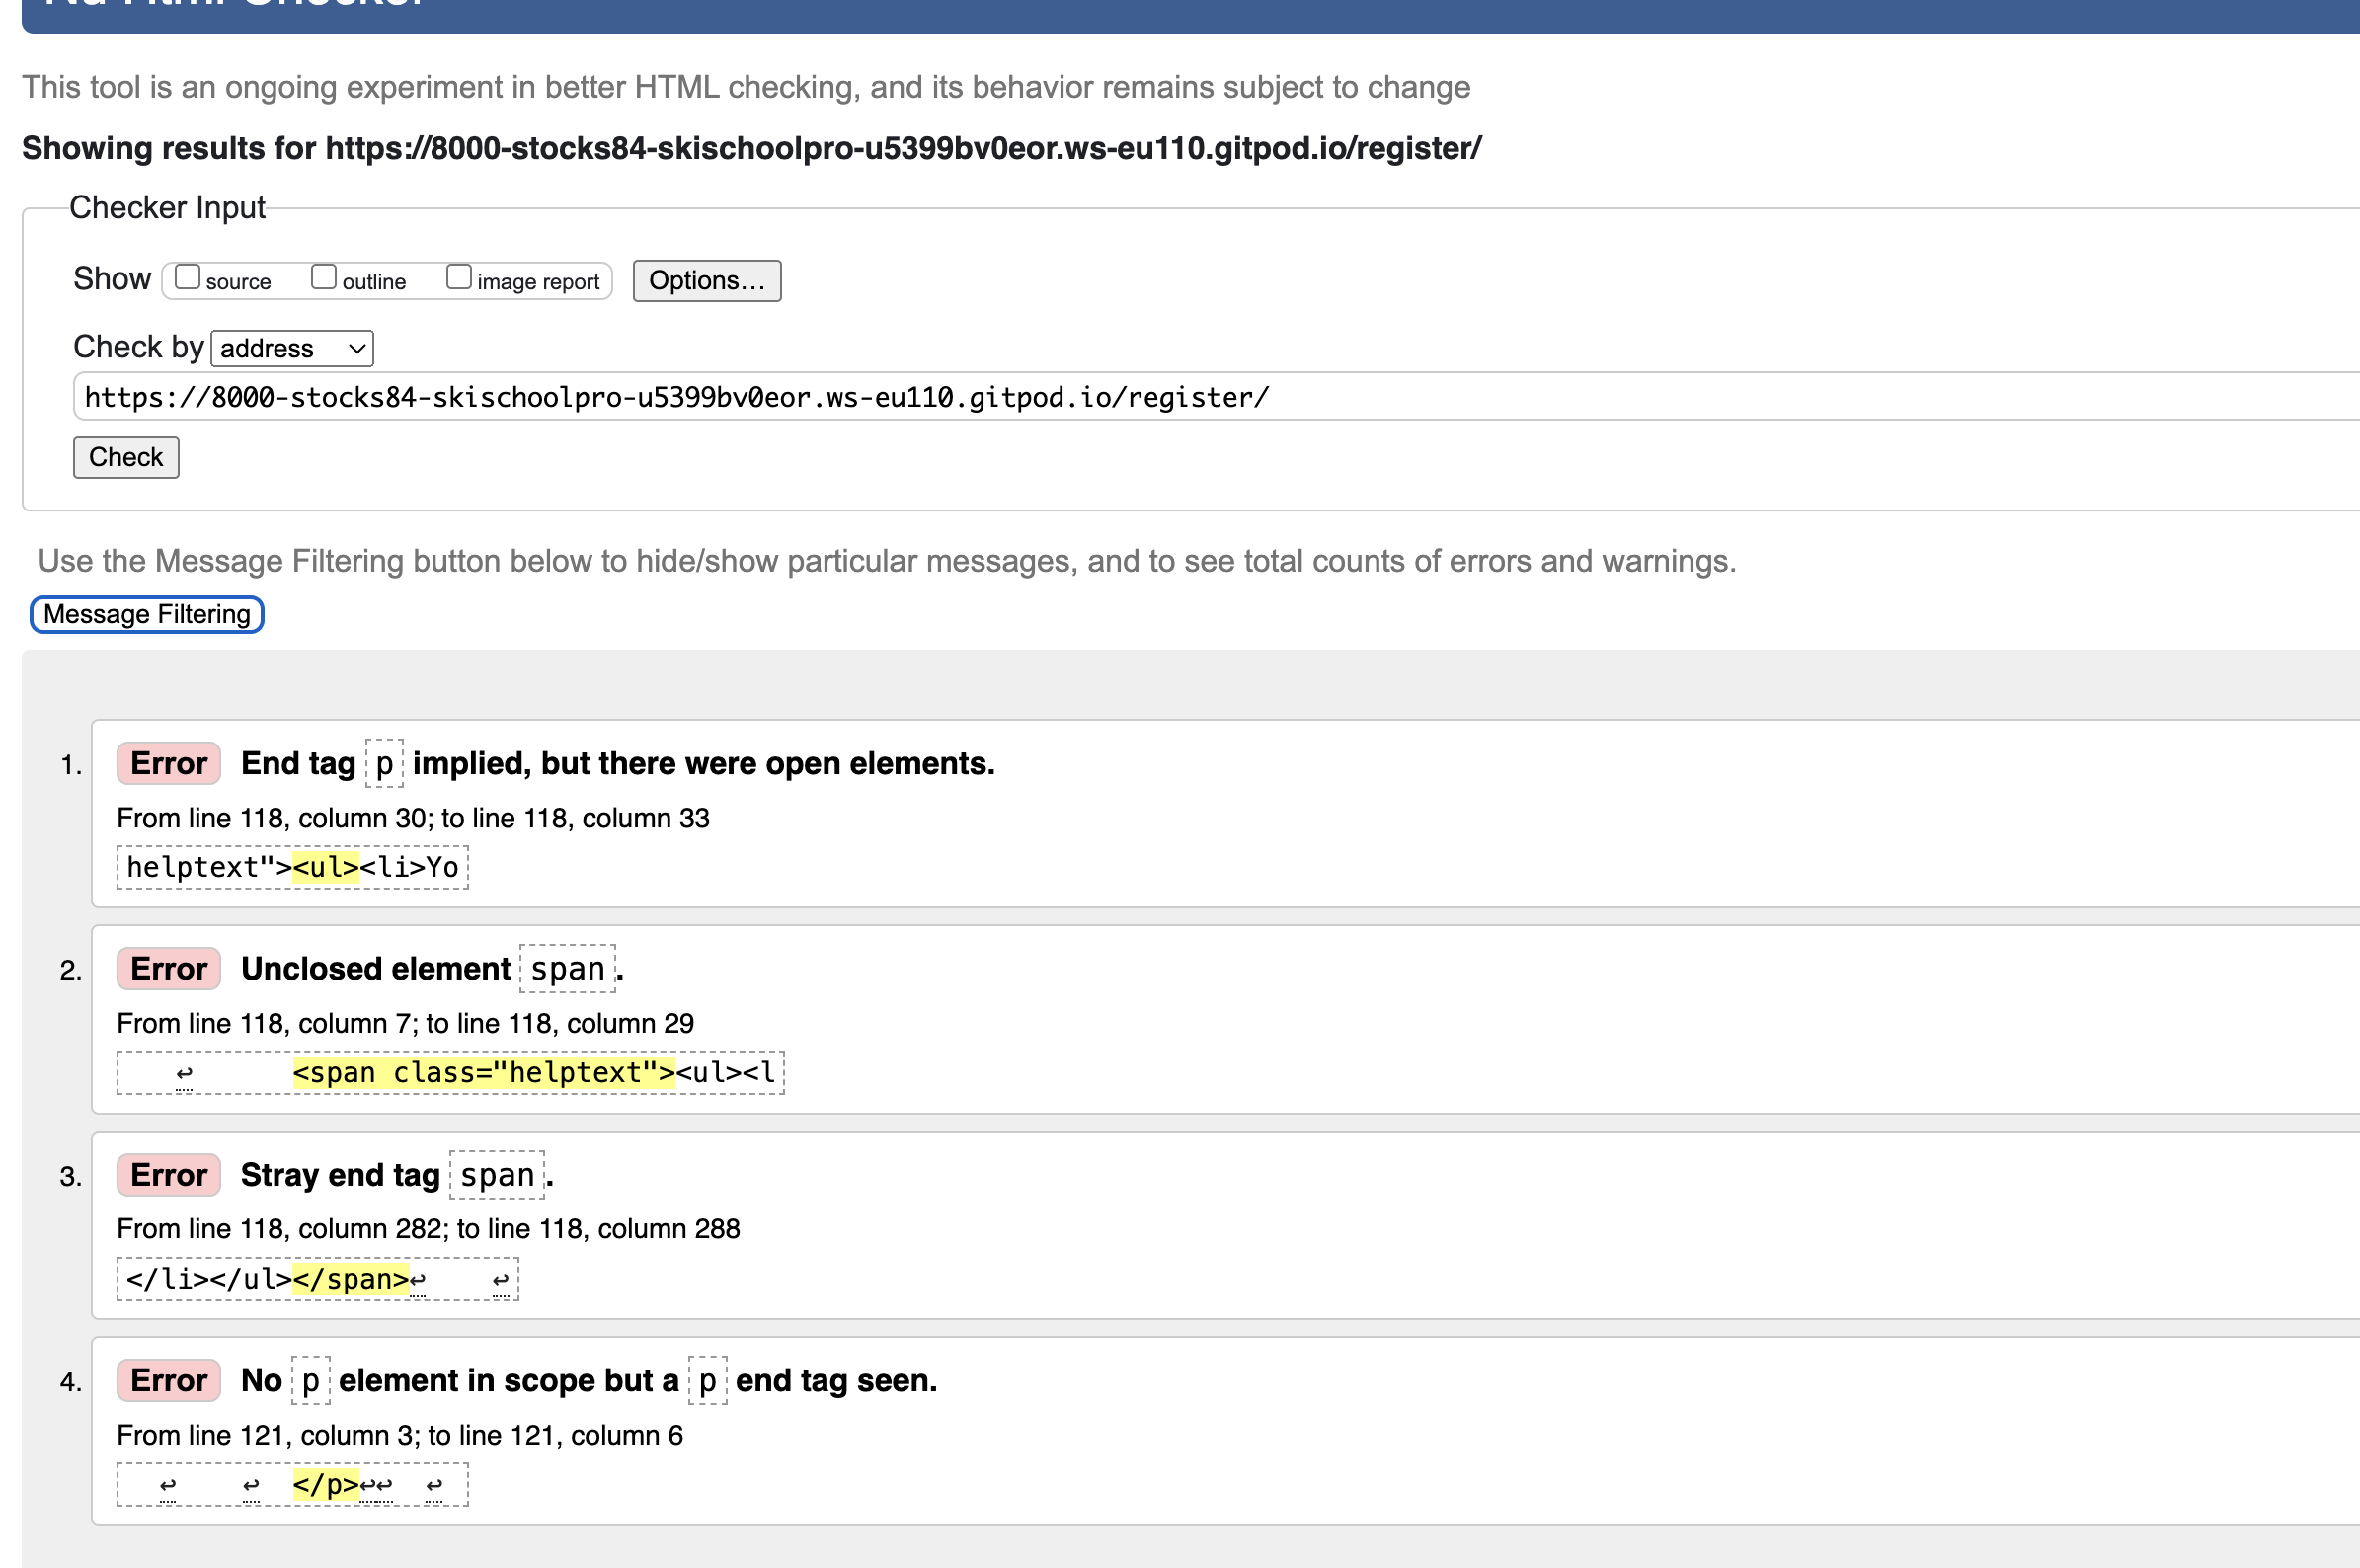 Nu Html Checker
This tool is an ongoing experiment in better HTML checking, and its behavior remains subject to change
Showing results for https://8000-stocks84-skischoolpro-u5399bv0eor.ws-eu110.gitpod.io/register/
Checker Input
Show source outline image report Options...
Check by address
https://8000-stocks84-skischoolpro-u5399bv0eor.ws-eu110.gitpod.io/register/
Check
Use the Message Filtering button below to hide/show particular messages, and to see total counts of errors and warnings.
Message Filtering
1. Error End tag p implied, but there were open elements.
From line 118, column 30; to line 118, column 33
helptext"><ul><li>Yo
2. Error Unclosed element span.
From line 118, column 7; to line 118, column 29
↩ <span class="helptext"><ul><l
3. Error Stray end tag span.
From line 118, column 282; to line 118, column 288
</li></ul></span>↩ ↩
4. Error No p element in scope but a p end tag seen.
From line 121, column 3; to line 121, column 6
↩ ↩ </p>↩↩ ↩